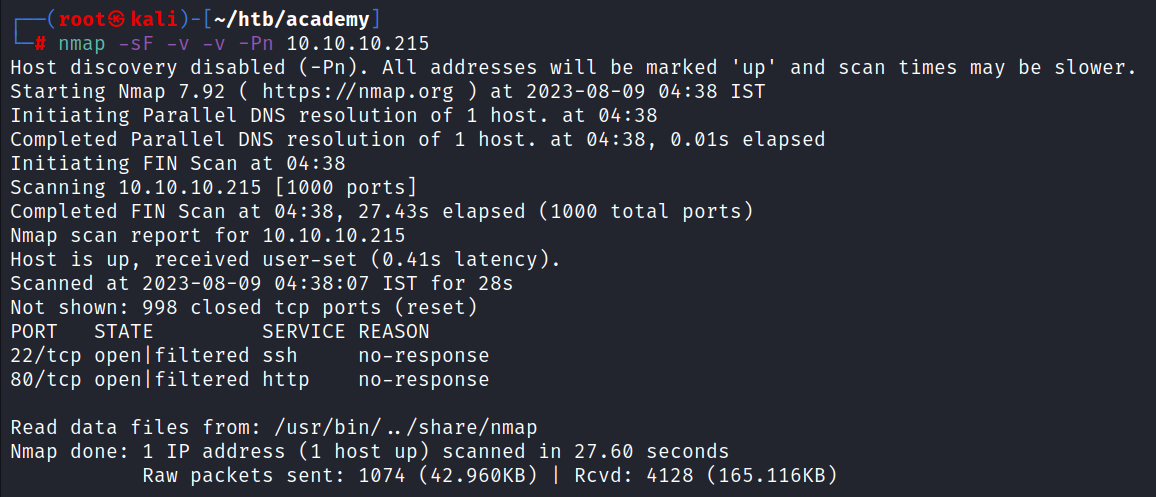 ┌──(root㉿kali)-[~/htb/academy]
└─# nmap -sF -v -v -Pn 10.10.10.215
Host discovery disabled (-Pn). All addresses will be marked 'up' and scan times may be slower.
Starting Nmap 7.92 ( https://nmap.org ) at 2023-08-09 04:38 IST
Initiating Parallel DNS resolution of 1 host. at 04:38
Completed Parallel DNS resolution of 1 host. at 04:38, 0.01s elapsed
Initiating FIN Scan at 04:38
Scanning 10.10.10.215 [1000 ports]
Completed FIN Scan at 04:38, 27.43s elapsed (1000 total ports)
Nmap scan report for 10.10.10.215
Host is up, received user-set (0.41s latency).
Scanned at 2023-08-09 04:38:07 IST for 28s
Not shown: 998 closed tcp ports (reset)
PORT   STATE         SERVICE REASON
22/tcp open|filtered ssh     no-response
80/tcp open|filtered http    no-response

Read data files from: /usr/bin/../share/nmap
Nmap done: 1 IP address (1 host up) scanned in 27.60 seconds
           Raw packets sent: 1074 (42.960KB) | Rcvd: 4128 (165.116KB)